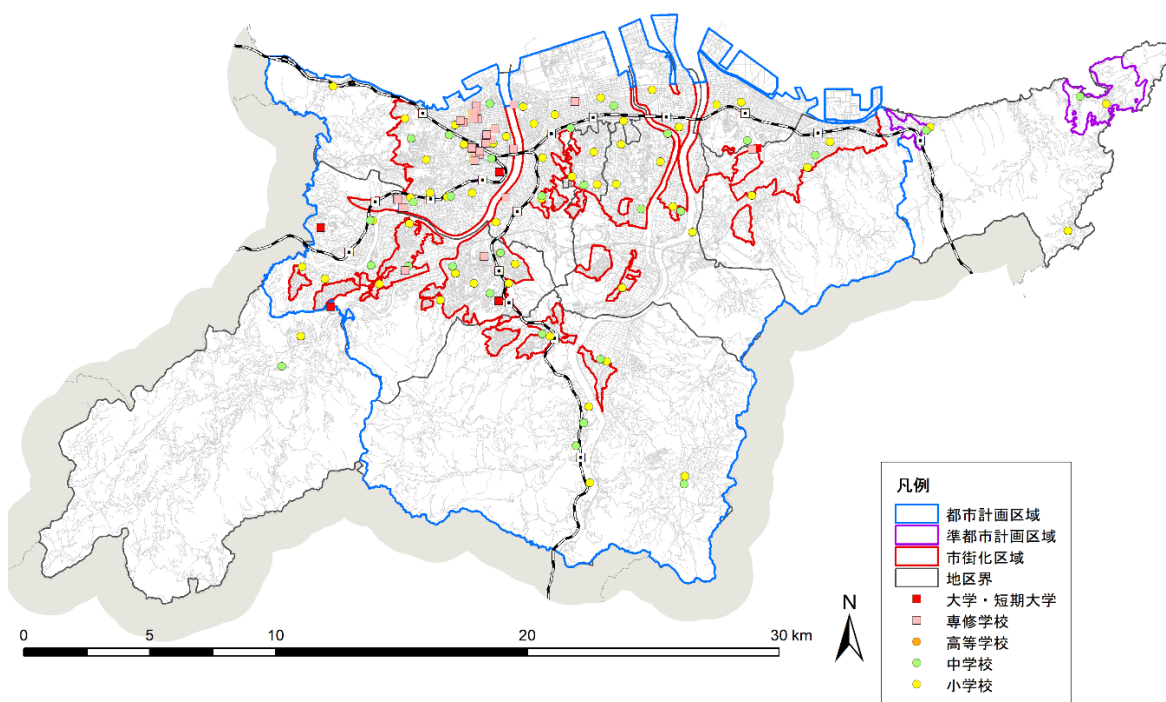 凡例
都市計画区域
準都市計画区域
市街化区域
地区界
大学・短期大学
専修学校
高等学校
中学校
小学校
N
0 5 10 20 30 km